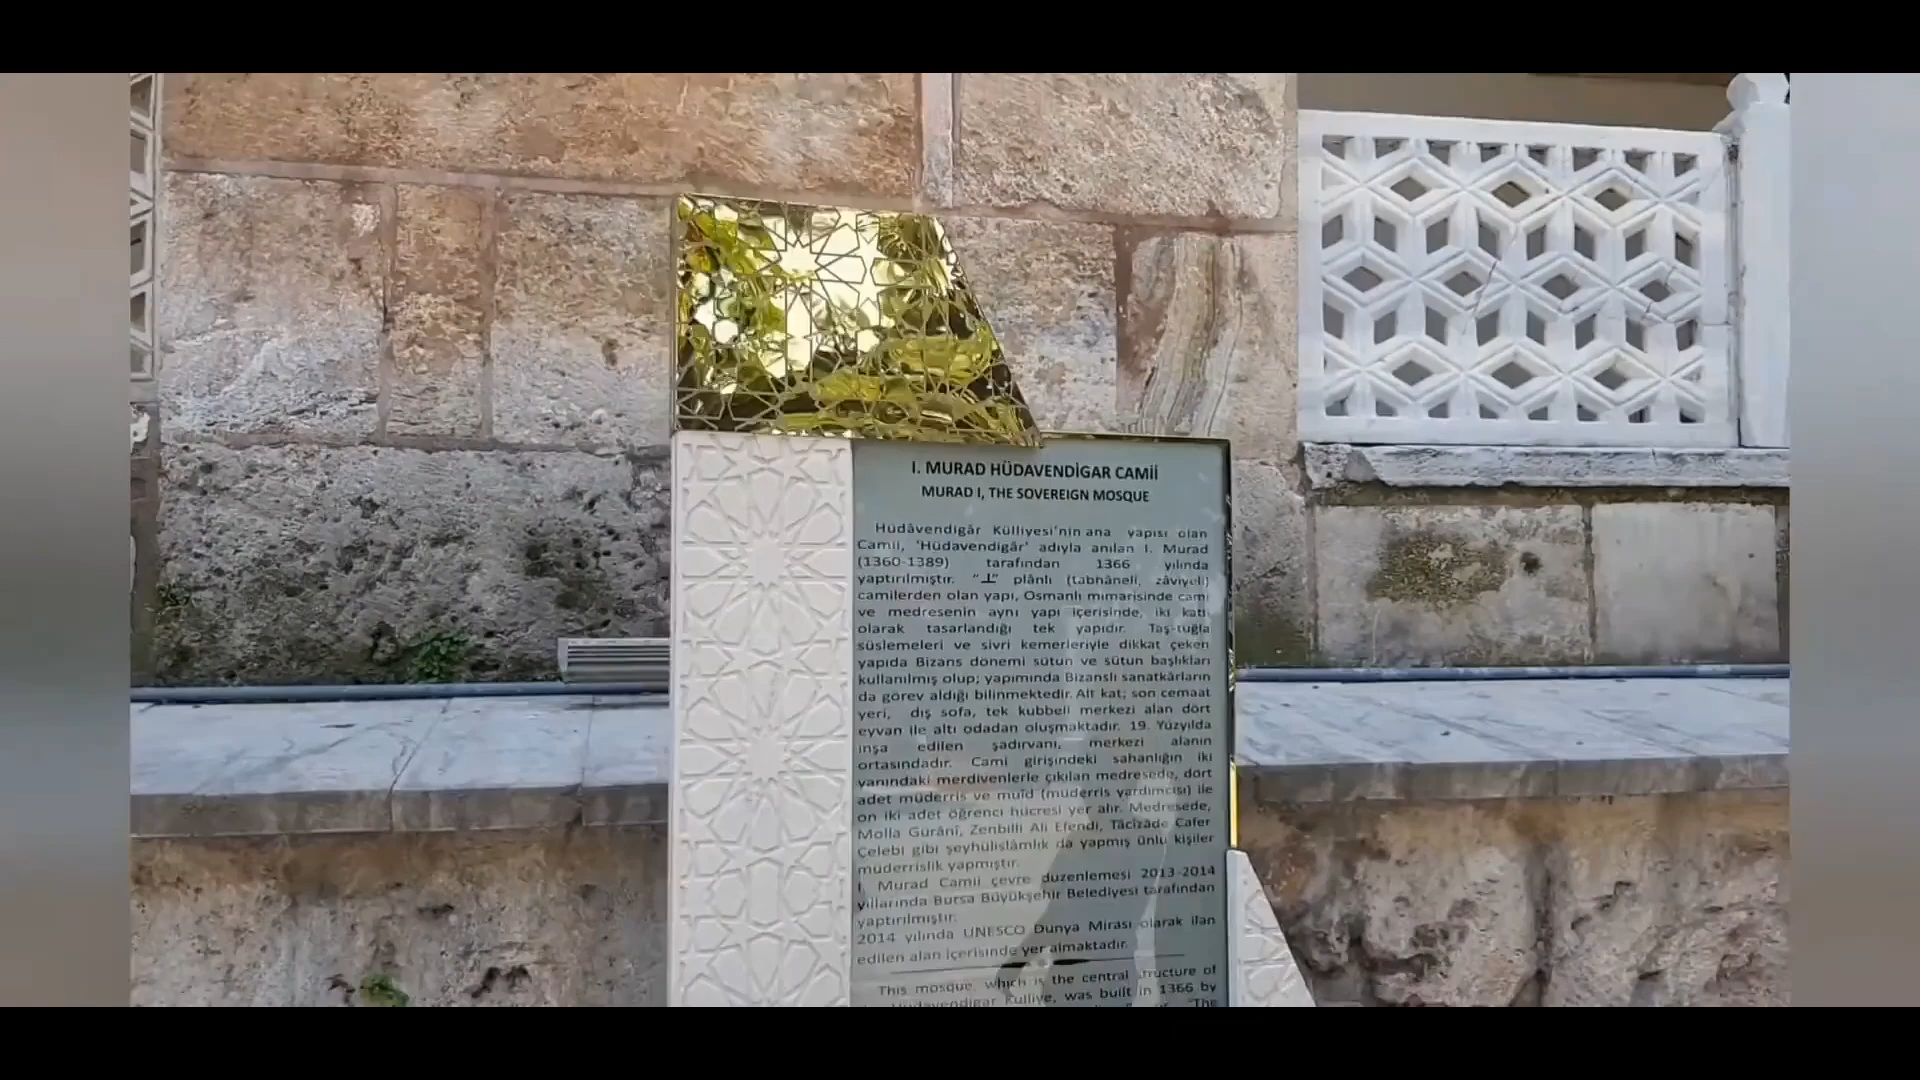 I. MURAD HÜDAVENDİGAR CAMİİ
MURAD I, THE SOVEREIGN MOSQUE
Hüdâvendigâr Külliyesi'nin ana yapısı olan
Camii, 'Hüdavendigâr' adıyla anılan I. Murad
(1360-1389) tarafından 1366 yılında
yaptırılmıştır. "⊥" plânlı (tabhâneli, zâviyeli)
camilerden olan yapı, Osmanlı mimarisinde cami
ve medresenin aynı yapı içerisinde, iki katlı
olarak tasarlandığı tek yapıdır. Taş-tuğla
süslemeleri ve sivri kemerleriyle dikkat çeken
yapıda Bizans dönemi sütun ve sütun başlıkları
kullanılmış olup; yapımında Bizanslı sanatkârların
da görev aldığı bilinmektedir. Alt kat; son cemaat
yeri, dış sofa, tek kubbeli merkezi alan dört
eyvan ile altı odadan oluşmaktadır. 19. Yüzyılda
inşa edilen şadırvanı, merkezi alanın
ortasındadır. Cami girişindeki sahanlığın iki
yanındaki merdivenlerle çıkılan medresede, dört
adet müderris ve muîd (müderris yardımcısı) ile
on iki adet öğrenci hücresi yer alır. Medresede,
Molla Gürânî, Zenbilli Ali Efendi, Tâcîzâde Cafer
Çelebi gibi şeyhülislâmlık da yapmış ünlü kişiler
müderrislik yapmıştır.
I. Murad Camii çevre düzenlemesi 2013-2014
yıllarında Bursa Büyükşehir Belediyesi tarafından
yaptırılmıştır.
2014 yılında UNESCO Dünya Mirası olarak ilan
edilen alan içerisinde yer almaktadır.
This mosque, which is the central structure of
Hüdavendigar Külliye, was built in 1366 by
"The